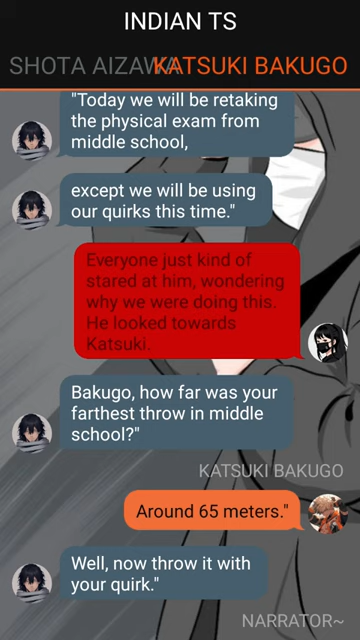 INDIAN TS
SHOTA AIZAWA KATSUKI BAKUGO
"Today we will be retaking
the physical exam from
middle school,
except we will be using
our quirks this time."
Everyone just kind of
stared at him, wondering
why we were doing this.
He looked towards
Katsuki.
Bakugo, how far was your
farthest throw in middle
school?"
KATSUKI BAKUGO
Around 65 meters."
Well, now throw it with
your quirk."
NARRATOR~